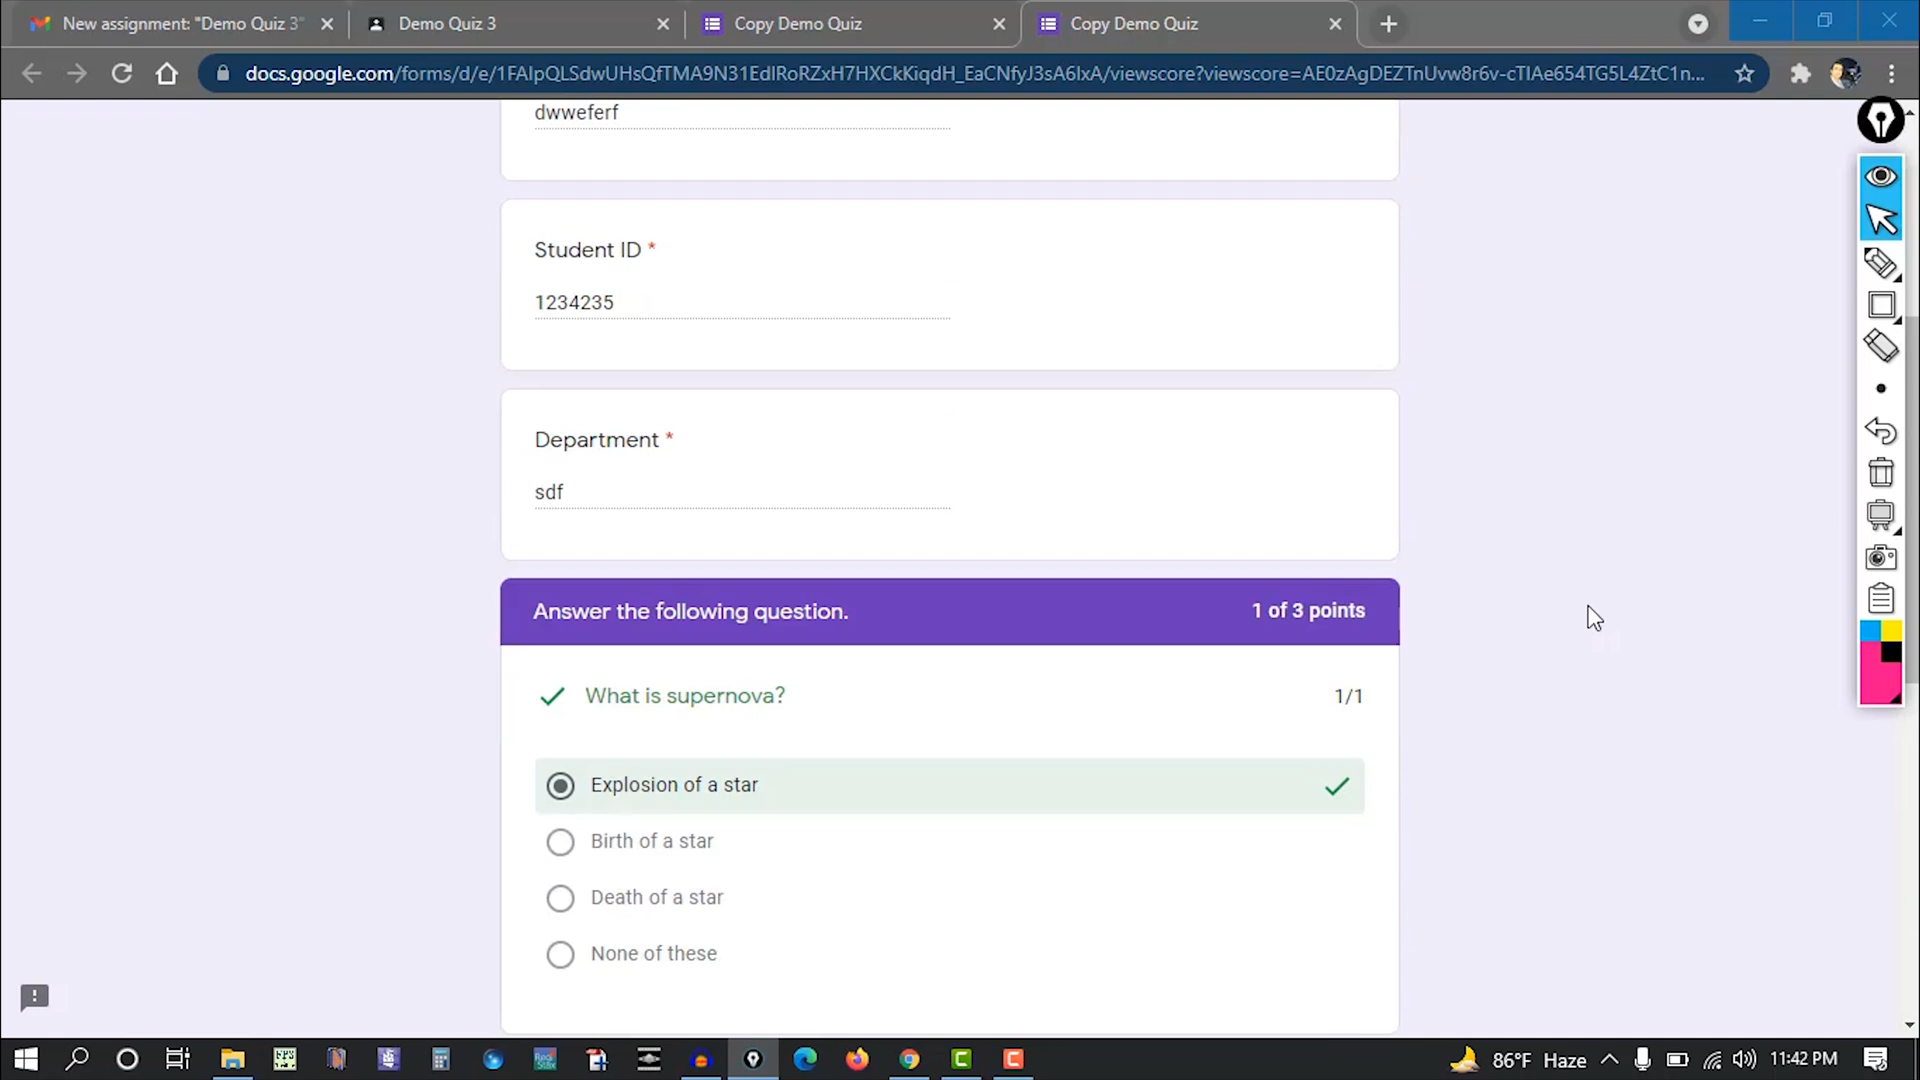 New assignment: "Demo Quiz 3"
Demo Quiz 3
Copy Demo Quiz
Copy Demo Quiz
docs.google.com/forms/d/e/1FAIpQLSdwUHsQfTMA9N31EdIRoRZxH7HXCkKiqdH_EaCNfyJ3sA6IxA/viewscore?viewscore=AE0zAgDEZTnUvw8r6v-cTIAe654TG5L4ZtC1n...
dwweferf
Student ID *
1234235
Department *
sdf
Answer the following question.
1 of 3 points
What is supernova?
1/1
Explosion of a star
Birth of a star
Death of a star
None of these
86°F Haze
11:42 PM